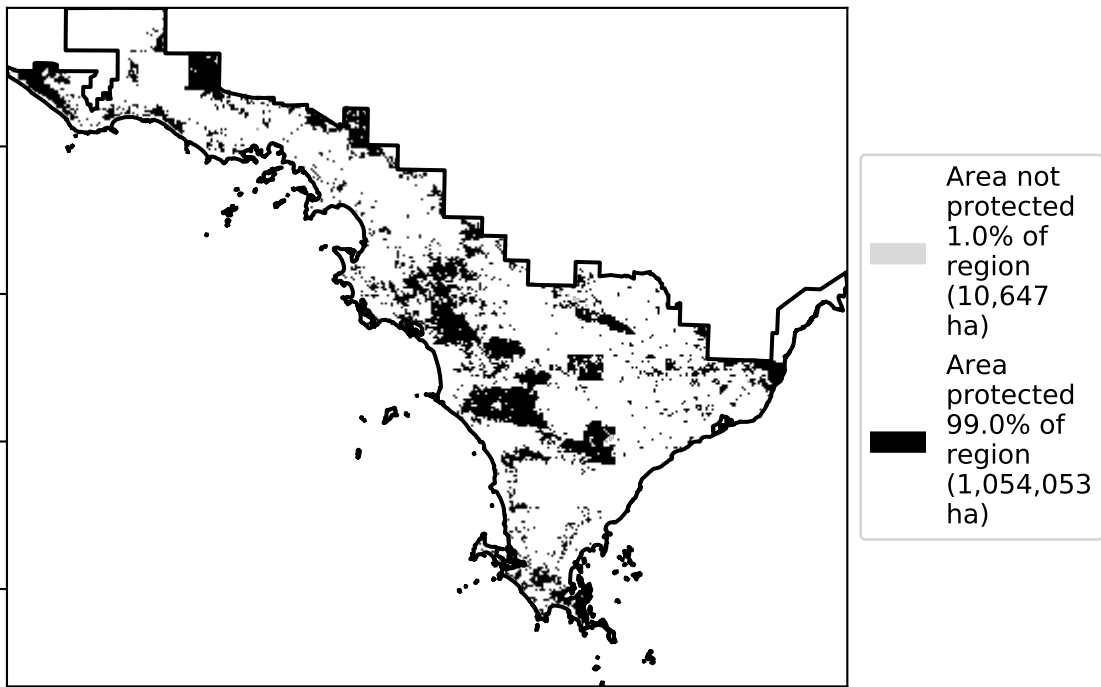 Area not
protected
1.0% of
region
(10,647
ha)
Area
protected
99.0% of
region
(1,054,053
ha)